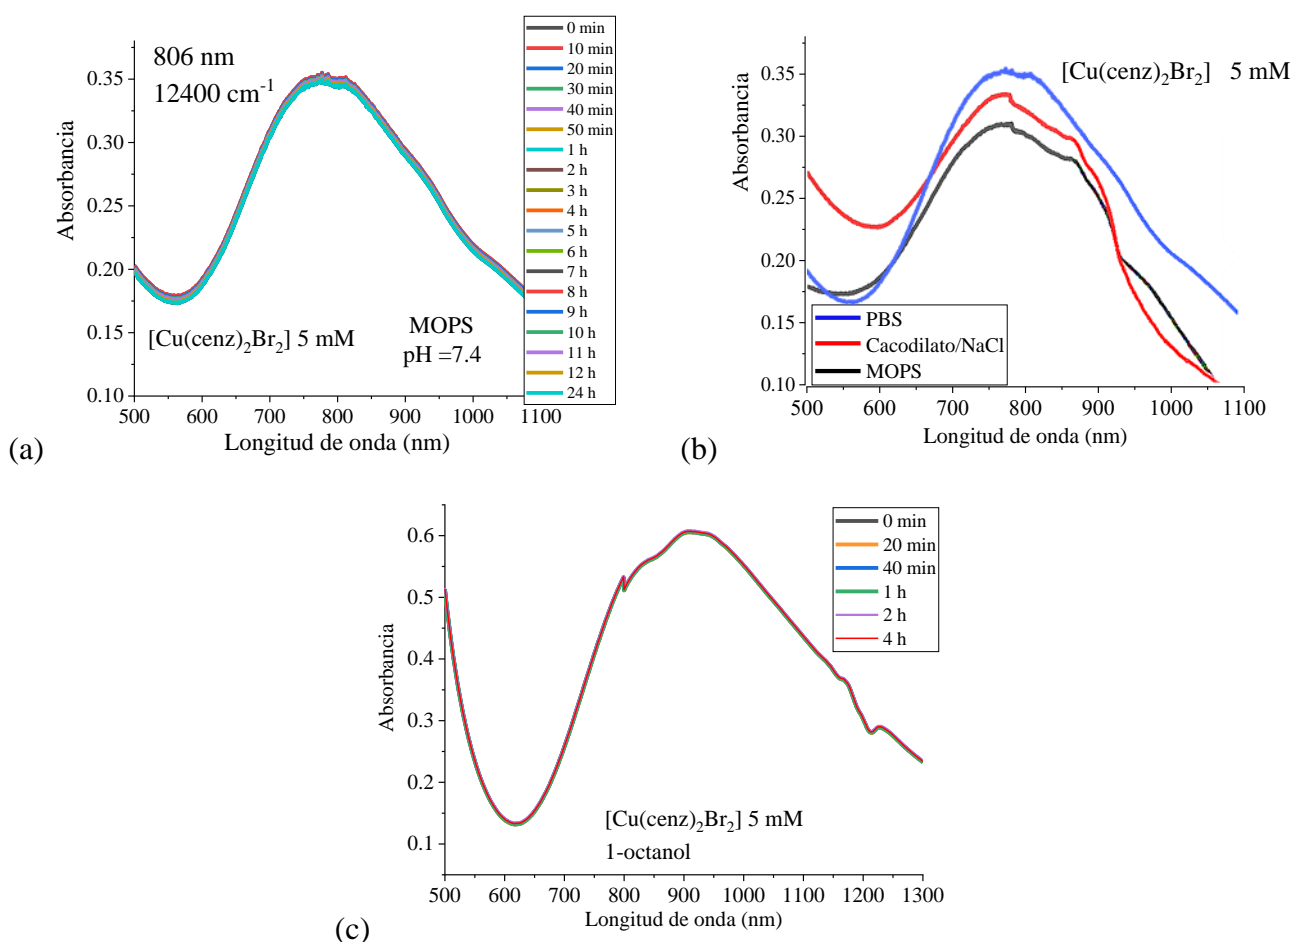 806 nm
12400 cm⁻¹
[Cu(cenz)₂Br₂] 5 mM
MOPS
pH =7.4
Absorbancia
0.35
0.30
0.25
0.20
0.15
0.10
500 600 700 800 900 1000 1100
Longitud de onda (nm)
0 min
10 min
20 min
30 min
40 min
50 min
1 h
2 h
3 h
4 h
5 h
6 h
7 h
8 h
9 h
10 h
11 h
12 h
24 h
(a)
[Cu(cenz)₂Br₂] 5 mM
Absorbancia
0.35
0.30
0.25
0.20
0.15
0.10
PBS
Cacodilato/NaCl
MOPS
500 600 700 800 900 1000 1100
Longitud de onda (nm)
(b)
Absorbancia
0.6
0.5
0.4
0.3
0.2
0.1
0 min
20 min
40 min
1 h
2 h
4 h
[Cu(cenz)₂Br₂] 5 mM
1-octanol
500 600 700 800 900 1000 1100 1200 1300
Longitud de onda (nm)
(c)